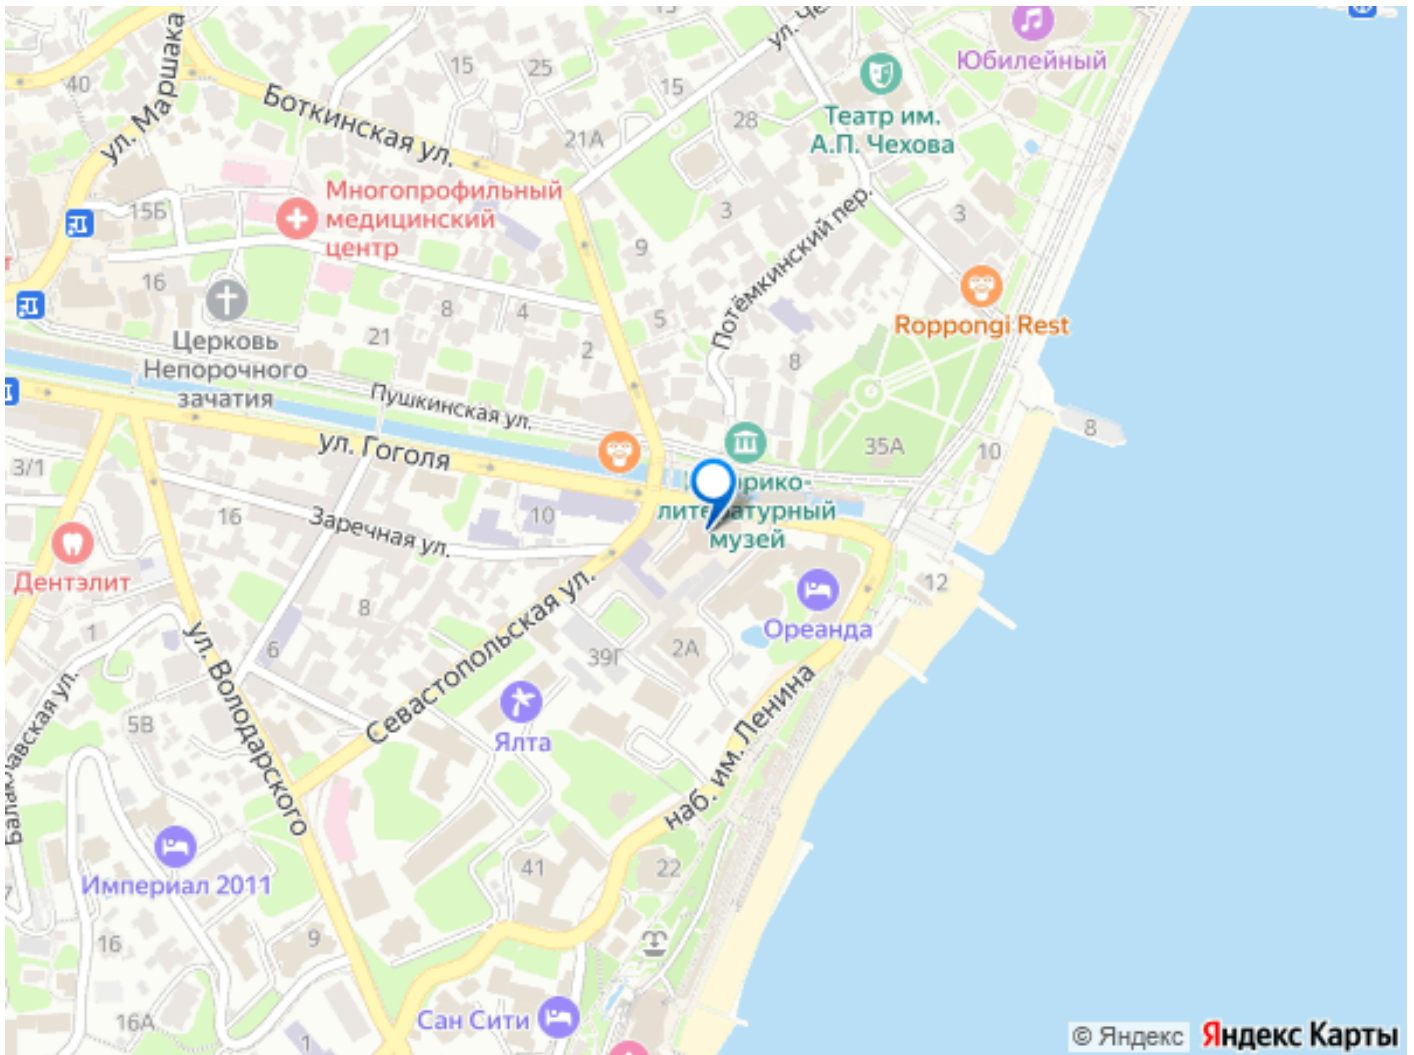 Юбилейный
ул. Маршака
40
15
25
15
Боткинская ул.
21А
28
Театр им.
А.П. Чехова
Многопрофильный
медицинский
центр
15Б
3
3
9
Потёмкинский пер.
16
8
4
5
Roppongi Rest
Церковь
Непорочного
зачатия
21
2
8
Пушкинская ул.
ул. Гоголя
35А
10
8
3/1
16
Заречная ул.
10
литературный
музей
Дентэлит
12
Ореанда
8
1
6
39Г
2А
Севастопольская ул.
ул. Володарского
5В
Ялта
наб. им. Ленина
Империал 2011
41
22
16
9
Сан Сити
16А
1
© Яндекс Яндекс Карты